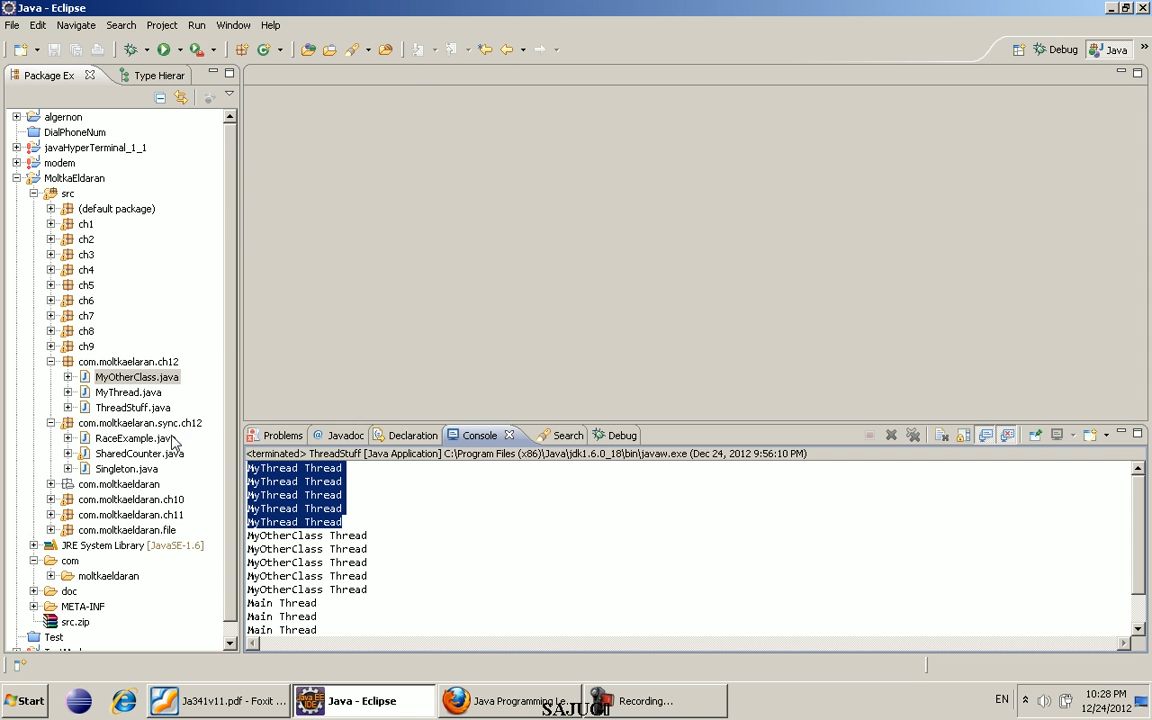 Java - Eclipse
File Edit Navigate Search Project Run Window Help
Debug Java
Package Ex Type Hierar
algernon
DialPhoneNum
javaHyperTerminal_1_1
modem
MoltkaEldaran
src
(default package)
ch1
ch2
ch3
ch4
ch5
ch6
ch7
ch8
ch9
com.moltkaelaran.ch12
MyOtherClass.java
MyThread.java
ThreadStuff.java
com.moltkaelaran.sync.ch12
RaceExample.java
SharedCounter.java
Singleton.java
com.moltkaeldaran
com.moltkaeldaran.ch10
com.moltkaeldaran.ch11
com.moltkaeldaran.file
JRE System Library [JavaSE-1.6]
com
moltkaeldaran
doc
META-INF
src.zip
Test
Problems Javadoc Declaration Console Search Debug
<terminated> ThreadStuff [Java Application] C:\Program Files (x86)\Java\jdk1.6.0_18\bin\javaw.exe (Dec 24, 2012 9:56:10 PM)
MyThread Thread
MyThread Thread
MyThread Thread
MyThread Thread
MyThread Thread
MyOtherClass Thread
MyOtherClass Thread
MyOtherClass Thread
MyOtherClass Thread
MyOtherClass Thread
Main Thread
Main Thread
Main Thread
Start Ja341v11.pdf - Foxit ... Java - Eclipse Java Programming Le... Recording... EN 10:28 PM
12/24/2012